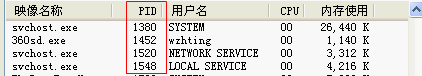 映像名称 PID 用户名 CPU 内存使用
svchost.exe 1380 SYSTEM 00 26,440 K
360sd.exe 1452 wzhting 00 1,140 K
svchost.exe 1520 NETWORK SERVICE 00 3,312 K
svchost.exe 1548 LOCAL SERVICE 00 4,216 K